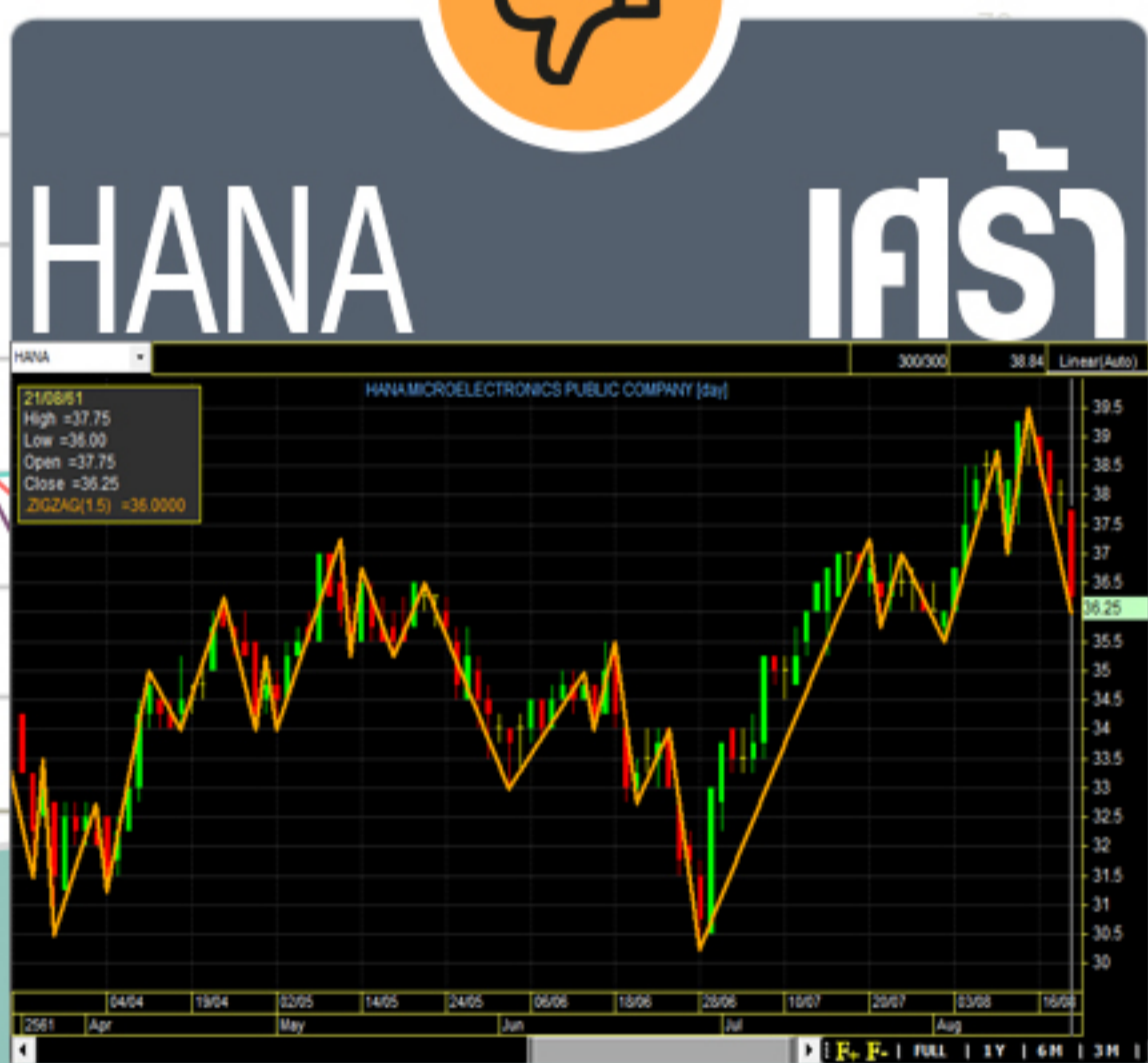 HANA เศร้า
HANA 300/300 38.84 Linear(Auto)
HANA MICROELECTRONICS PUBLIC COMPANY [day]
21/08/61
High =37.75
Low =36.00
Open =37.75
Close =36.25
.ZIGZAG(1.5) =36.0000
39.5
39
38.5
38
37.5
37
36.5
36.25
35.5
35
34.5
34
33.5
33
32.5
32
31.5
31
30.5
30
04/04 19/04 02/05 14/05 24/05 06/06 18/06 28/06 10/07 20/07 03/08 16/08
2561 Apr May Jun Jul Aug
F+ F- | FULL | 1Y | 6M | 3M |